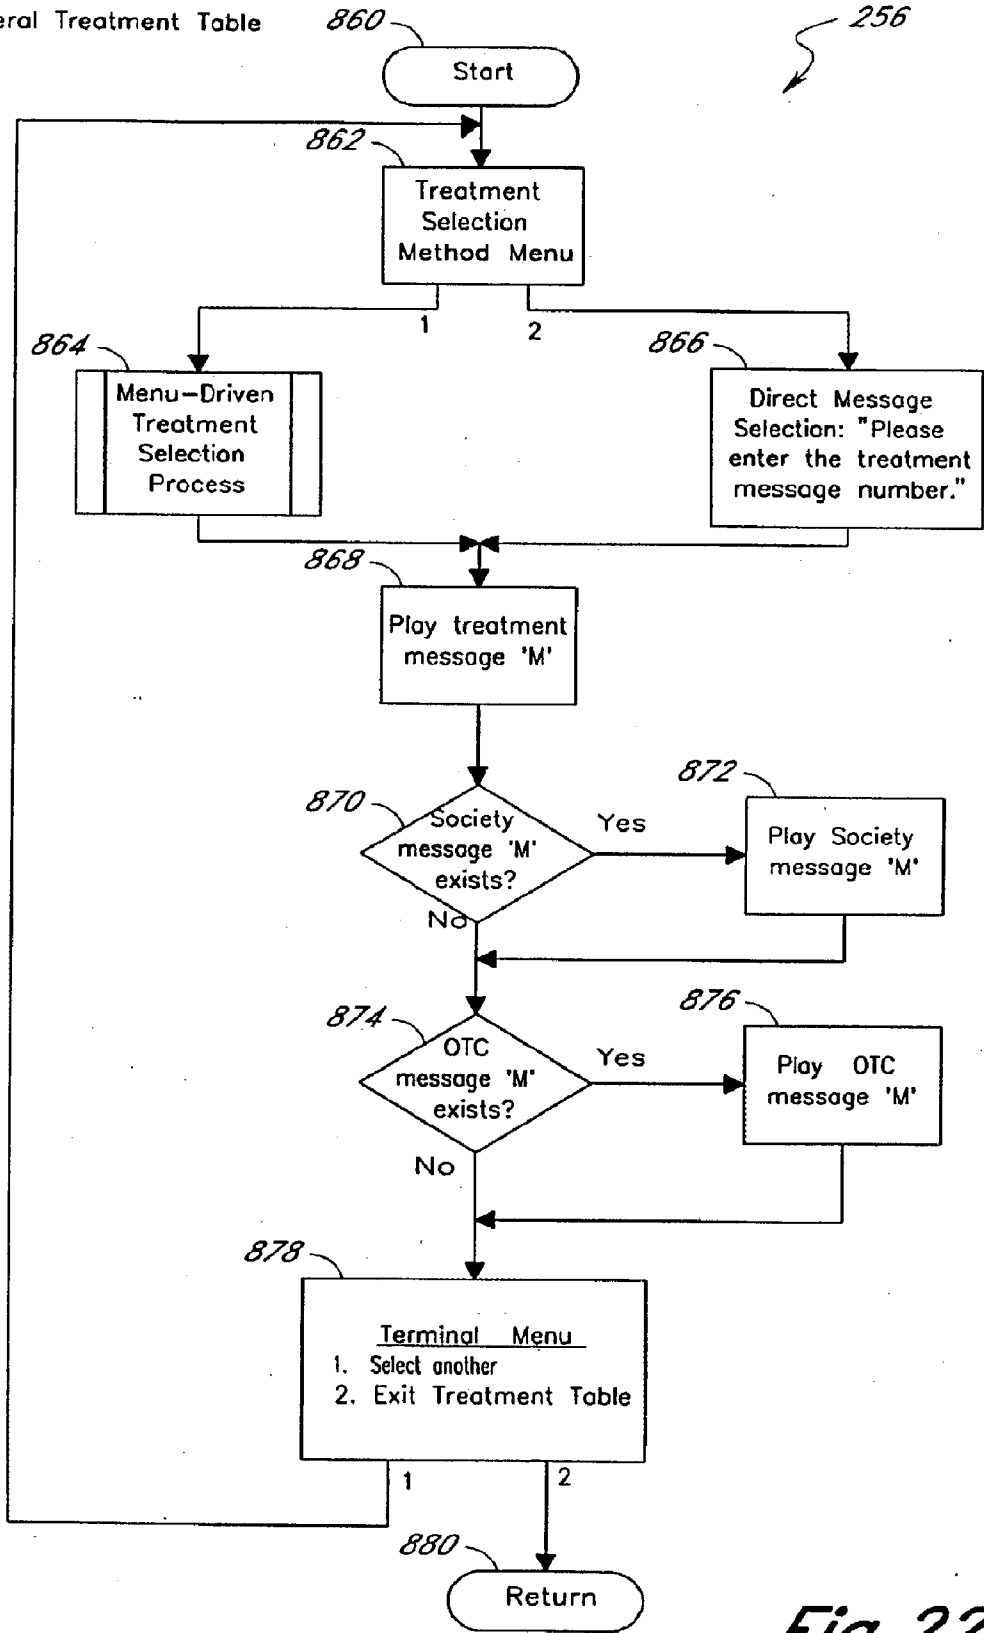 eral Treatment Table
860
256
Start
862
Treatment
Selection
Method Menu
1
2
864
866
Menu-Driven
Treatment
Selection
Process
Direct Message
Selection: "Please
enter the treatment
message number."
868
Play treatment
message 'M'
870
Society
message 'M'
exists?
Yes
No
872
Play Society
message 'M'
874
OTC
message 'M'
exists?
Yes
No
876
Play OTC
message 'M'
878
Terminal Menu
1. Select another
2. Exit Treatment Table
1
2
880
Return
Fig. 22